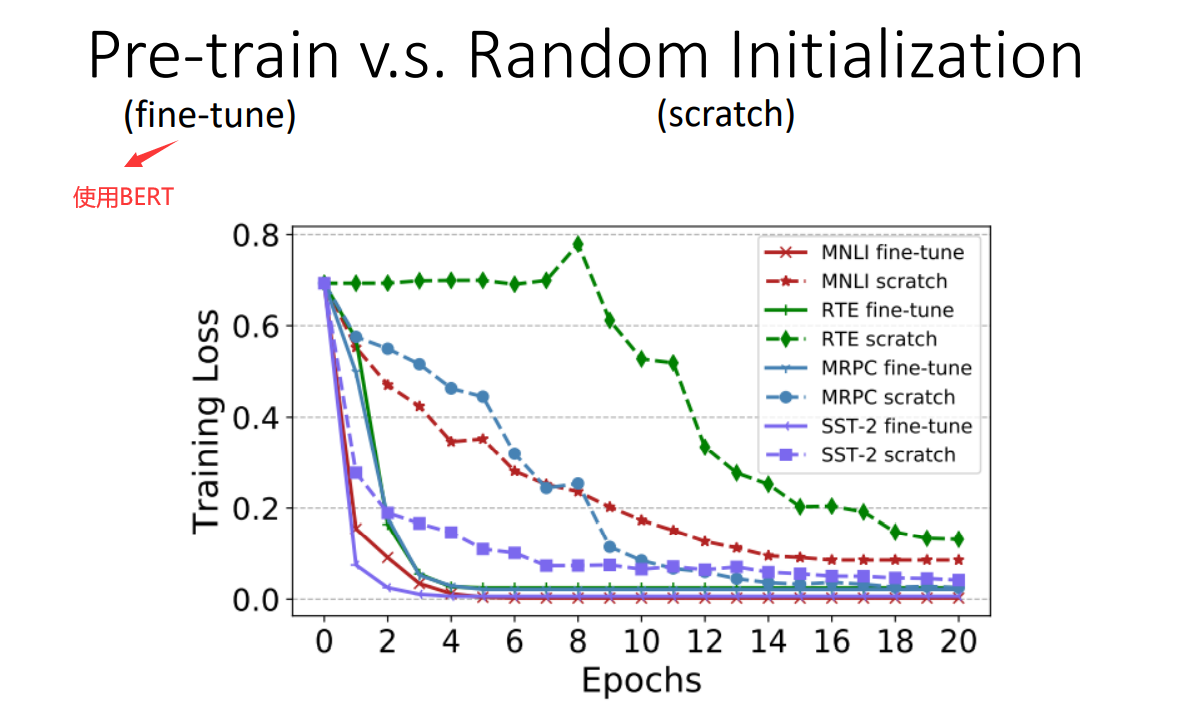 Pre-train v.s. Random Initialization
(fine-tune)
(scratch)
使用BERT
0.8
0.6
0.4
0.2
0.0
Training Loss
MNLI fine-tune
MNLI scratch
RTE fine-tune
RTE scratch
MRPC fine-tune
MRPC scratch
SST-2 fine-tune
SST-2 scratch
0 2 4 6 8 10 12 14 16 18 20
Epochs